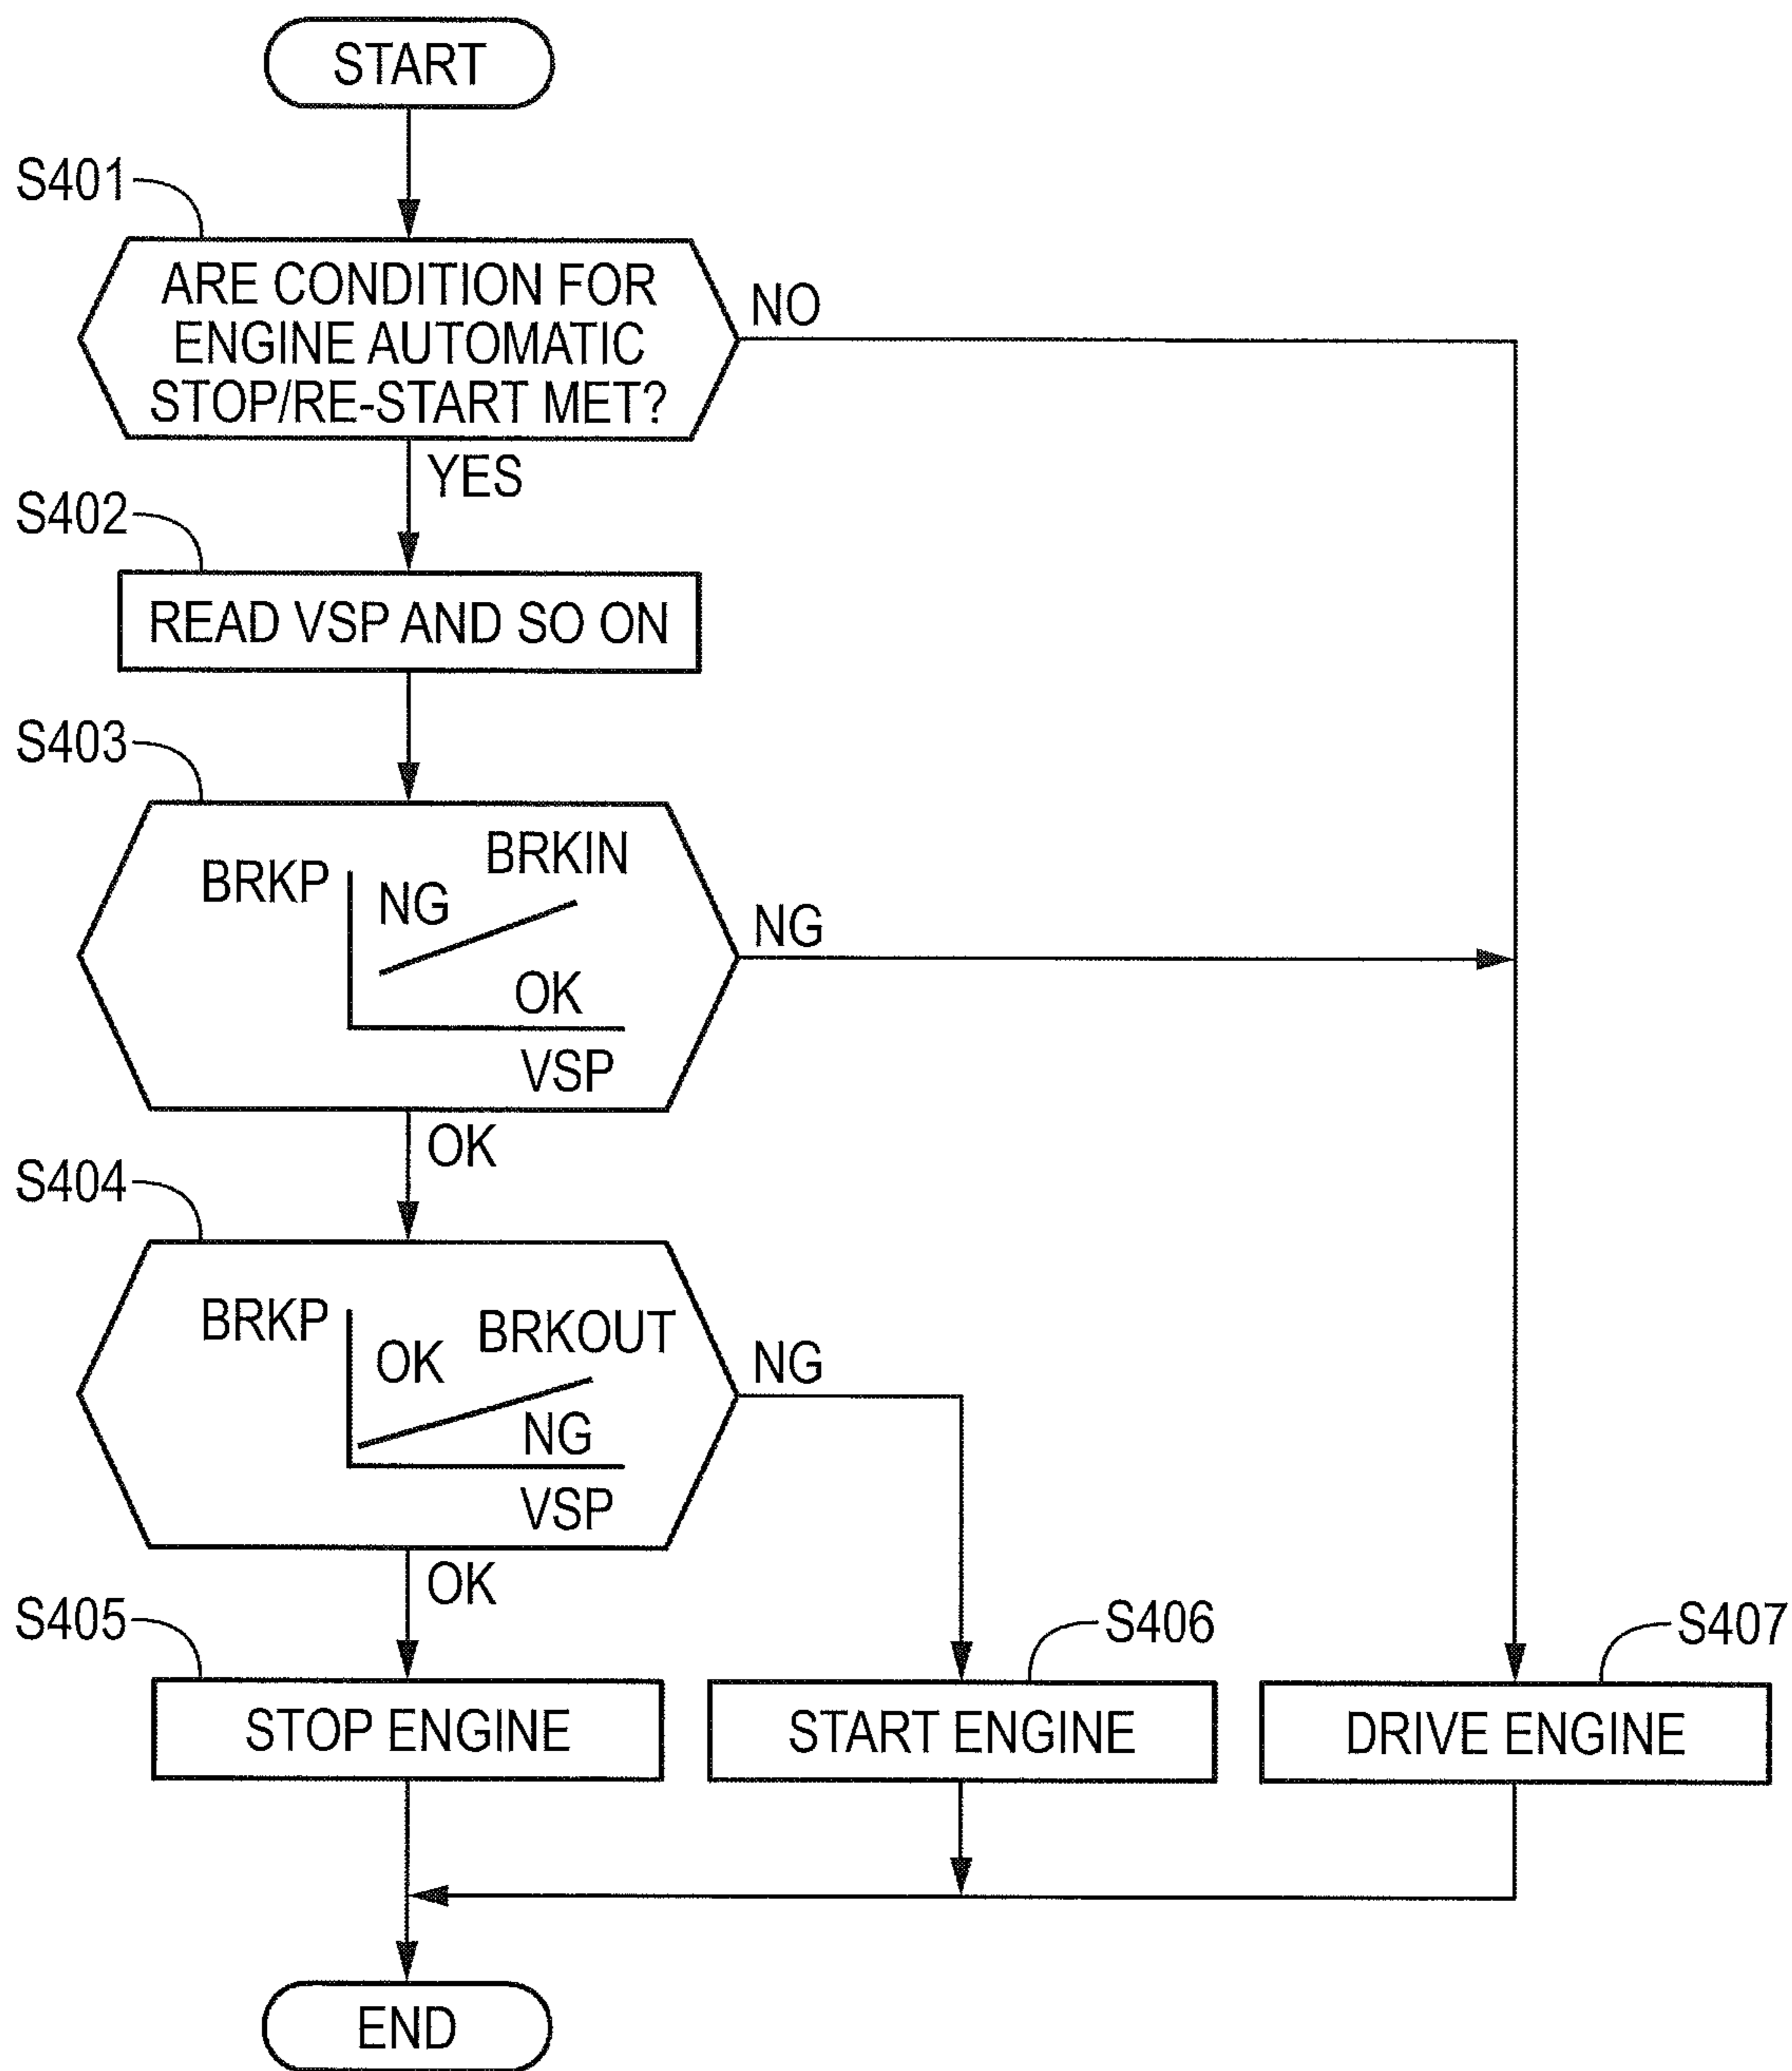 START
S401
ARE CONDITION FOR
ENGINE AUTOMATIC
STOP/RE-START MET?
NO
YES
S402
READ VSP AND SO ON
S403
BRKP
NG
BRKIN
OK
VSP
NG
OK
S404
BRKP
OK
BRKOUT
NG
VSP
NG
OK
S405
S406
S407
STOP ENGINE
START ENGINE
DRIVE ENGINE
END